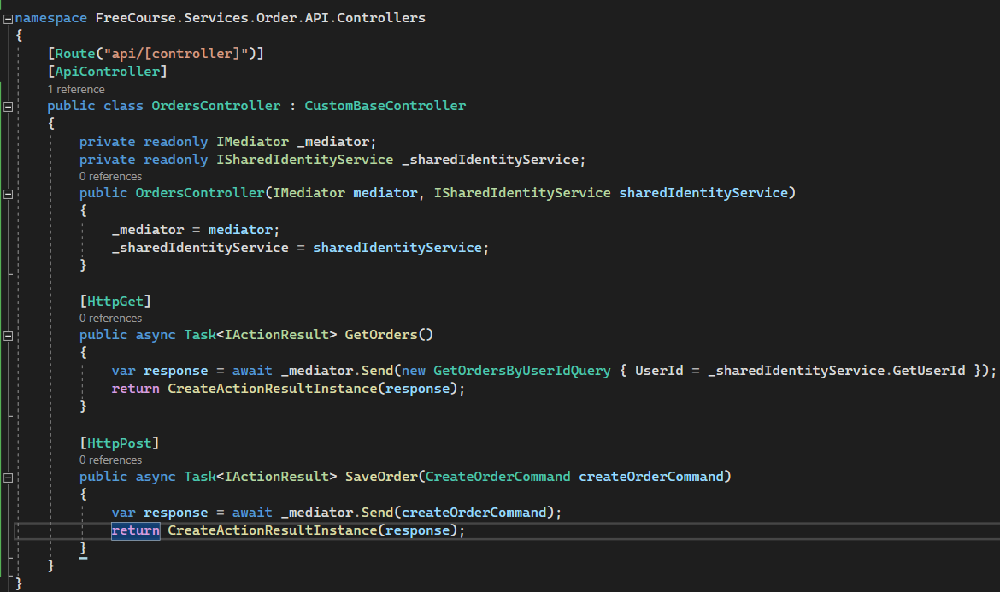 namespace FreeCourse.Services.Order.API.Controllers
{
[Route("api/[controller]")]
[ApiController]
1 reference
public class OrdersController : CustomBaseController
{
private readonly IMediator _mediator;
private readonly ISharedIdentityService _sharedIdentityService;
0 references
public OrdersController(IMediator mediator, ISharedIdentityService sharedIdentityService)
{
_mediator = mediator;
_sharedIdentityService = sharedIdentityService;
}
[HttpGet]
0 references
public async Task<IActionResult> GetOrders()
{
var response = await _mediator.Send(new GetOrdersByUserIdQuery { UserId = _sharedIdentityService.GetUserId });
return CreateActionResultInstance(response);
}
[HttpPost]
0 references
public async Task<IActionResult> SaveOrder(CreateOrderCommand createOrderCommand)
{
var response = await _mediator.Send(createOrderCommand);
return CreateActionResultInstance(response);
}
}
}